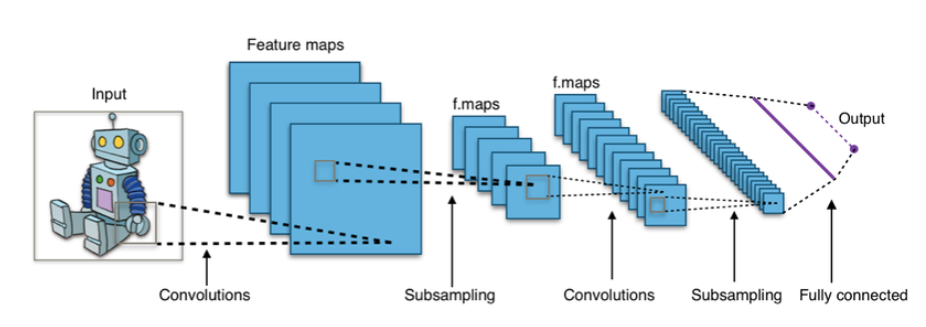 Feature maps
f.maps
Input
f.maps
Output
Convolutions
Subsampling
Convolutions
Subsampling
Fully connected